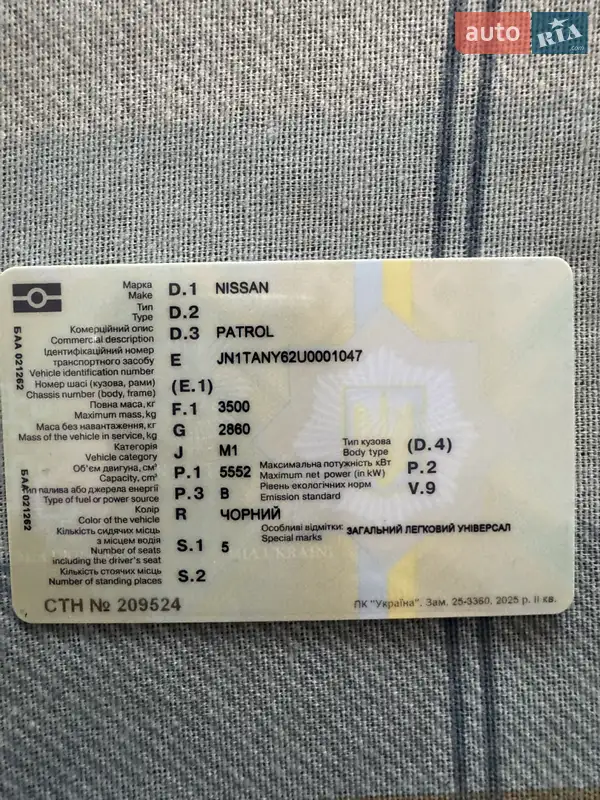 auto RIA .com
Марка
Make D.1 NISSAN
Тип
Type D.2
Комерційний опис
Commercial description D.3 PATROL
Ідентифікаційний номер
транспортного засобу
Vehicle identification number E JN1TANY62U0001047
Номер шасі (кузова, рами)
Chassis number (body, frame) (E.1)
Повна маса, кг
Maximum mass, kg F.1 3500
Маса без навантаження, кг
Mass of the vehicle in service, kg G 2860
Категорія
Vehicle category J M1
Об'єм двигуна, см³
Capacity, cm³ P.1 5552
Тип палива або джерела енергії
Type of fuel or power source P.3 B
Колір
Color of the vehicle R ЧОРНИЙ
Кількість сидячих місць
з місцем водія
Number of seats
including the driver's seat S.1 5
Кількість стоячих місць
Number of standing places S.2
Тип кузова
Body type (D.4)
Максимальна потужність кВт
Maximum net power (in kW) P.2
Рівень екологічних норм
Emission standard V.9
Особливі відмітки:
Special marks ЗАГАЛЬНИЙ ЛЕГКОВИЙ УНІВЕРСАЛ
СТН № 209524
ПК "Україна". Зам. 25-3360, 2025 р. II кв.
БАА 021262
БАА 021262